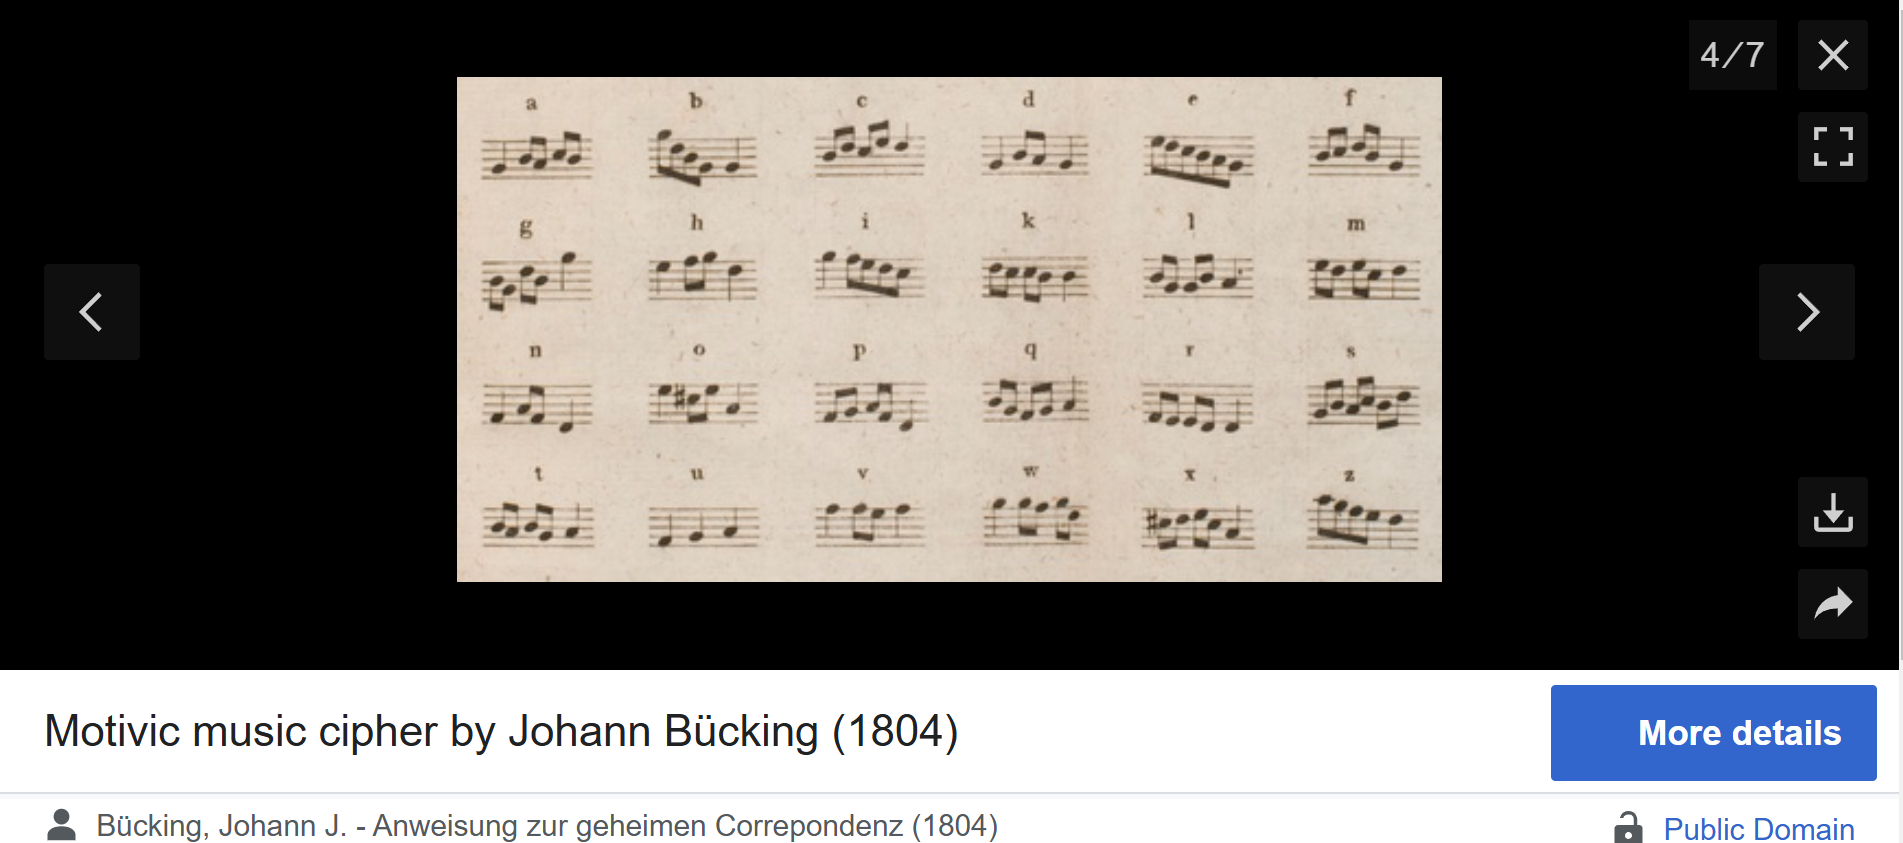 4/7
a b c d e f
g h i k l m
n o p q r s
t u v w x z
Motivic music cipher by Johann Bücking (1804)
More details
Bücking, Johann J. - Anweisung zur geheimen Correpondenz (1804)
Public Domain